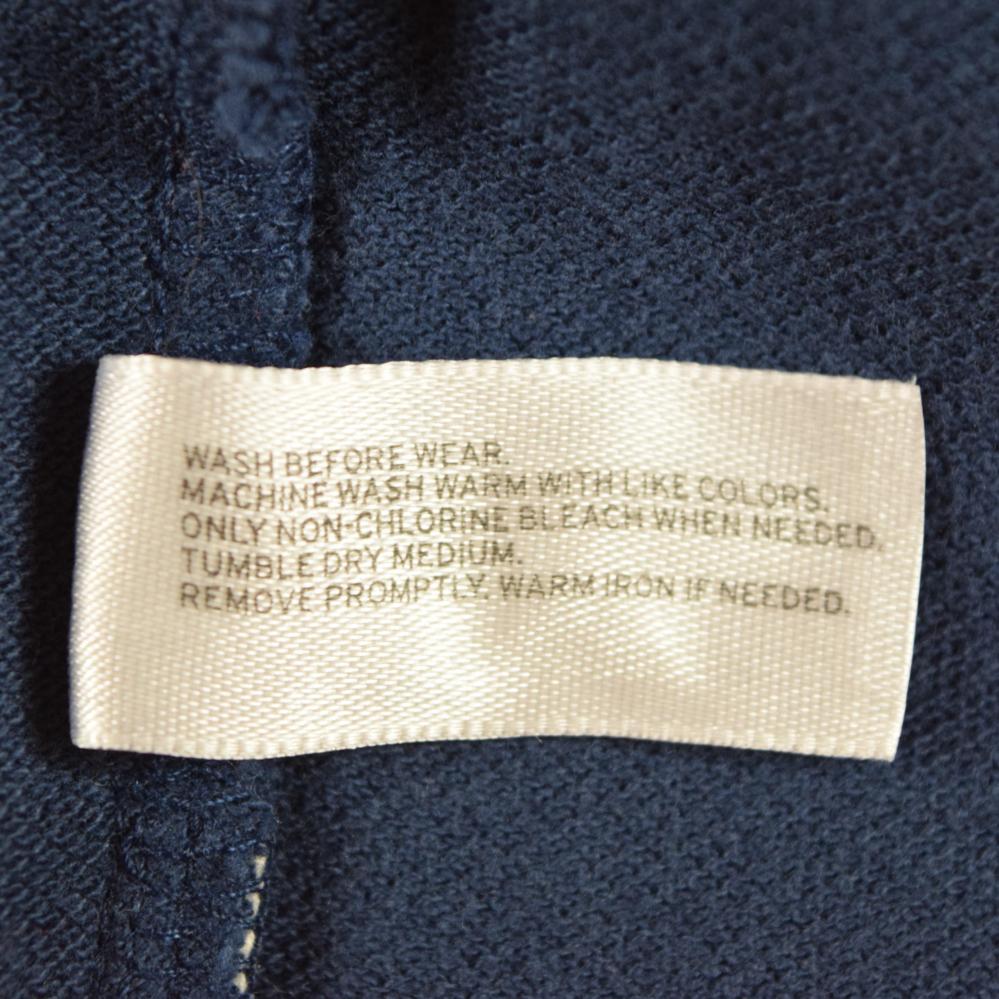 WASH BEFORE WEAR.
MACHINE WASH WARM WITH LIKE COLORS.
ONLY NON-CHLORINE BLEACH WHEN NEEDED.
TUMBLE DRY MEDIUM.
REMOVE PROMPTLY. WARM IRON IF NEEDED.